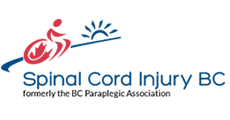 Spinal Cord Injury BC
formerly the BC Paraplegic Association